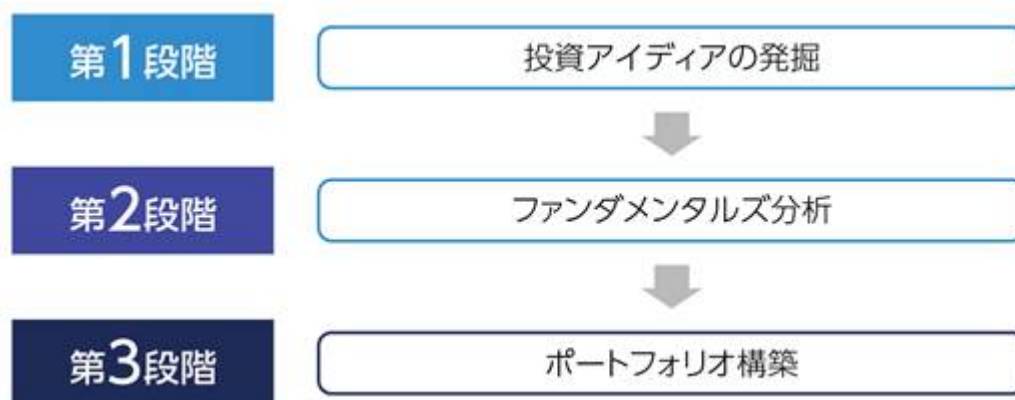 第1段階
投資アイディアの発掘
第2段階
ファンダメンタルズ分析
第3段階
ポートフォリオ構築